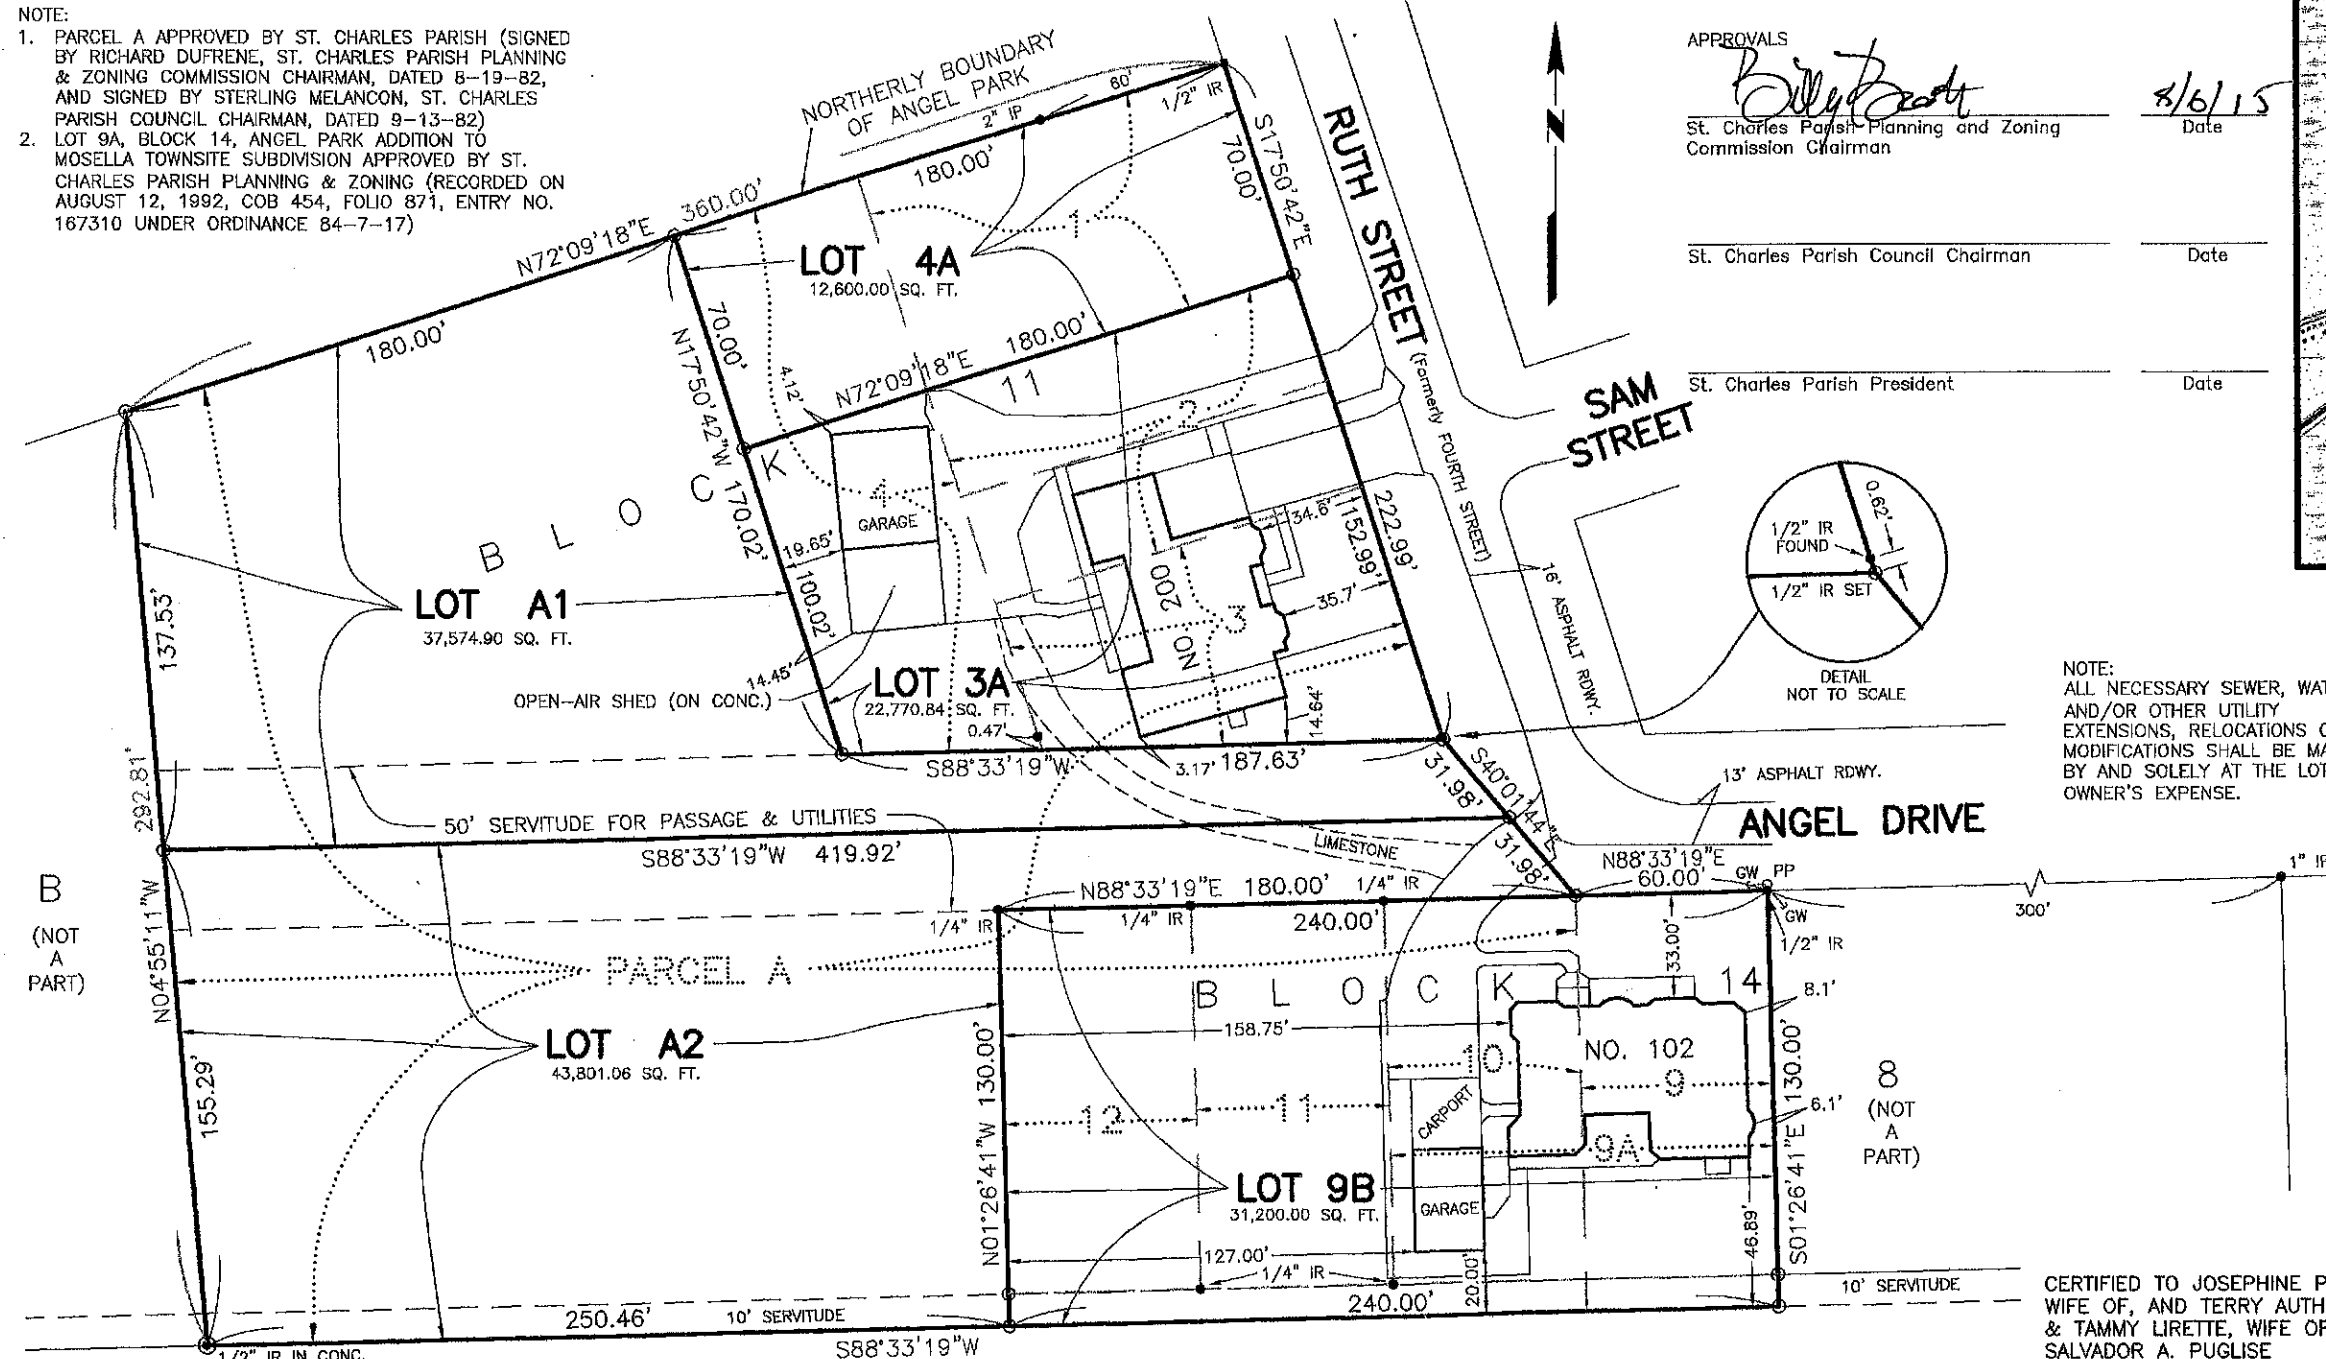 NOTE:
1. PARCEL A APPROVED BY ST. CHARLES PARISH (SIGNED
BY RICHARD DUFRENE, ST. CHARLES PARISH PLANNING
& ZONING COMMISSION CHAIRMAN, DATED 8-19-82,
AND SIGNED BY STERLING MELANCON, ST. CHARLES
PARISH COUNCIL CHAIRMAN, DATED 9-13-82)
2. LOT 9A, BLOCK 14, ANGEL PARK ADDITION TO
MOSELLA TOWNSITE SUBDIVISION APPROVED BY ST.
CHARLES PARISH PLANNING & ZONING (RECORDED ON
AUGUST 12, 1992, COB 454, FOLIO 871, ENTRY NO.
167310 UNDER ORDINANCE 84-7-17)
NORTHERLY BOUNDARY
OF ANGEL PARK
2" IP
60'
1/2" IR
N72°09'18"E 360.00'
180.00'
180.00'
S17°50'42"E
70.00'
RUTH STREET (Formerly FOURTH STREET)
N
APPROVALS
8/6/15
St. Charles Parish Planning and Zoning
Commission Chairman
Date
St. Charles Parish Council Chairman
Date
St. Charles Parish President
Date
1
LOT 4A
12,600.00 SQ. FT.
70.00'
N17°50'42"W 170.02'
100.02'
N72°09'18"E 180.00'
4.12'
BLOCK 11
2
4
GARAGE
19.65'
14.45'
OPEN-AIR SHED (ON CONC.)
LOT A1
37,574.90 SQ. FT.
137.53'
292.81'
LOT 3A
22,770.84 SQ. FT.
0.47'
3
NO. 200
34.6'
35.7'
14.64'
152.99'
222.99'
16' ASPHALT RDWY.
SAM
STREET
0.62'
1/2" IR
FOUND
1/2" IR SET
DETAIL
NOT TO SCALE
NOTE:
ALL NECESSARY SEWER, WAT
AND/OR OTHER UTILITY
EXTENSIONS, RELOCATIONS O
MODIFICATIONS SHALL BE MA
BY AND SOLELY AT THE LOT
OWNER'S EXPENSE.
S88°33'19"W
3.17'
187.63'
S40°01'44"E
31.98'
31.98'
13' ASPHALT RDWY.
ANGEL DRIVE
50' SERVITUDE FOR PASSAGE & UTILITIES
S88°33'19"W 419.92'
LIMESTONE
N88°33'19"E
60.00'
GW PP
GW
1/2" IR
1" IP
300'
B
(NOT
A
PART)
N04°55'11"W
155.29'
N88°33'19"E 180.00'
1/4" IR
1/4" IR
1/4" IR
240.00'
PARCEL A
LOT A2
43,801.06 SQ. FT.
BLOCK 14
33.00'
8.1'
158.75'
NO. 102
10
9
12
11
9A
CARPORT
GARAGE
N01°26'41"W 130.00'
S01°26'41"E 130.00'
6.1'
8
(NOT
A
PART)
LOT 9B
31,200.00 SQ. FT.
127.00'
1/4" IR
20.00'
46.89'
10' SERVITUDE
240.00'
250.46'
10' SERVITUDE
S88°33'19"W
1/2" IR IN CONC.
CERTIFIED TO JOSEPHINE P
WIFE OF, AND TERRY AUTH
& TAMMY LIRETTE, WIFE OF
SALVADOR A. PUGLISE